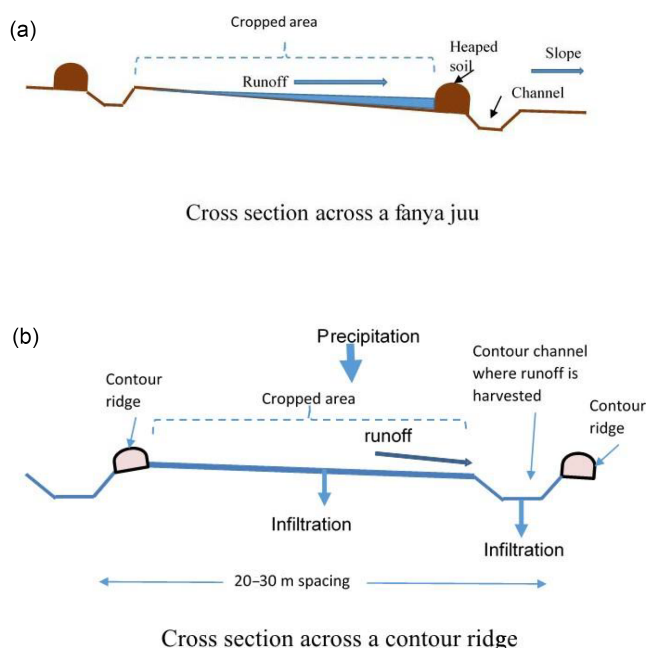 (a)
Cropped area
Heaped
soil
Slope
Runoff
Channel
Cross section across a fanya juu
(b)
Precipitation
Contour channel
where runoff is
harvested
Contour
ridge
Cropped area
Contour
ridge
runoff
Infiltration
Infiltration
20–30 m spacing
Cross section across a contour ridge